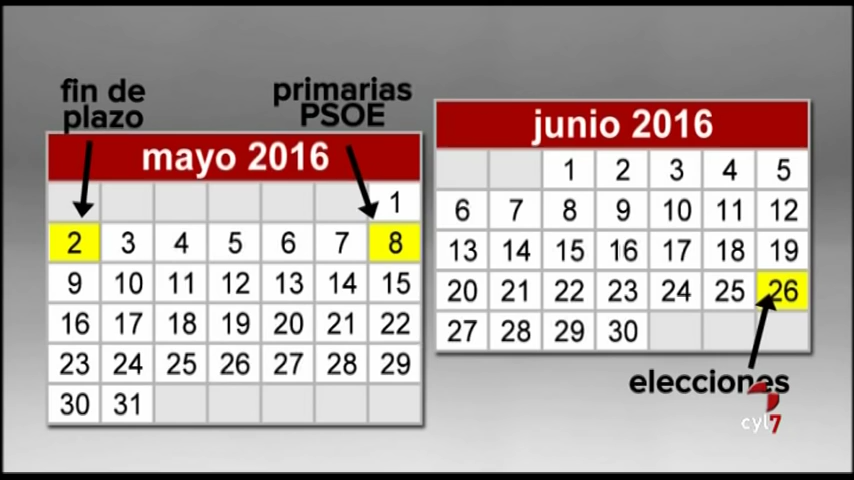 fin de
plazo
primarias
PSOE
mayo 2016
1
2 3 4 5 6 7 8
9 10 11 12 13 14 15
16 17 18 19 20 21 22
23 24 25 26 27 28 29
30 31
junio 2016
1 2 3 4 5
6 7 8 9 10 11 12
13 14 15 16 17 18 19
20 21 22 23 24 25 26
27 28 29 30
elecciones
cyl7